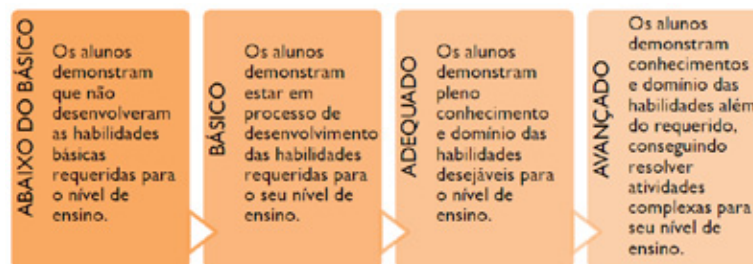 ABAIXO DO BÁSICO
Os alunos
demonstram
que não
desenvolveram
as habilidades
básicas
requeridas para
o nível de
ensino.
BÁSICO
Os alunos
demonstram
estar em
processo de
desenvolvimento
das habilidades
requeridas para
o seu nível de
ensino.
ADEQUADO
Os alunos
demonstram
pleno
conhecimento
e domínio das
habilidades
desejáveis para
o nível de
ensino.
AVANÇADO
Os alunos
demonstram
conhecimentos
e domínio das
habilidades além
do requerido,
conseguindo
resolver
atividades
complexas para
seu nível de
ensino.